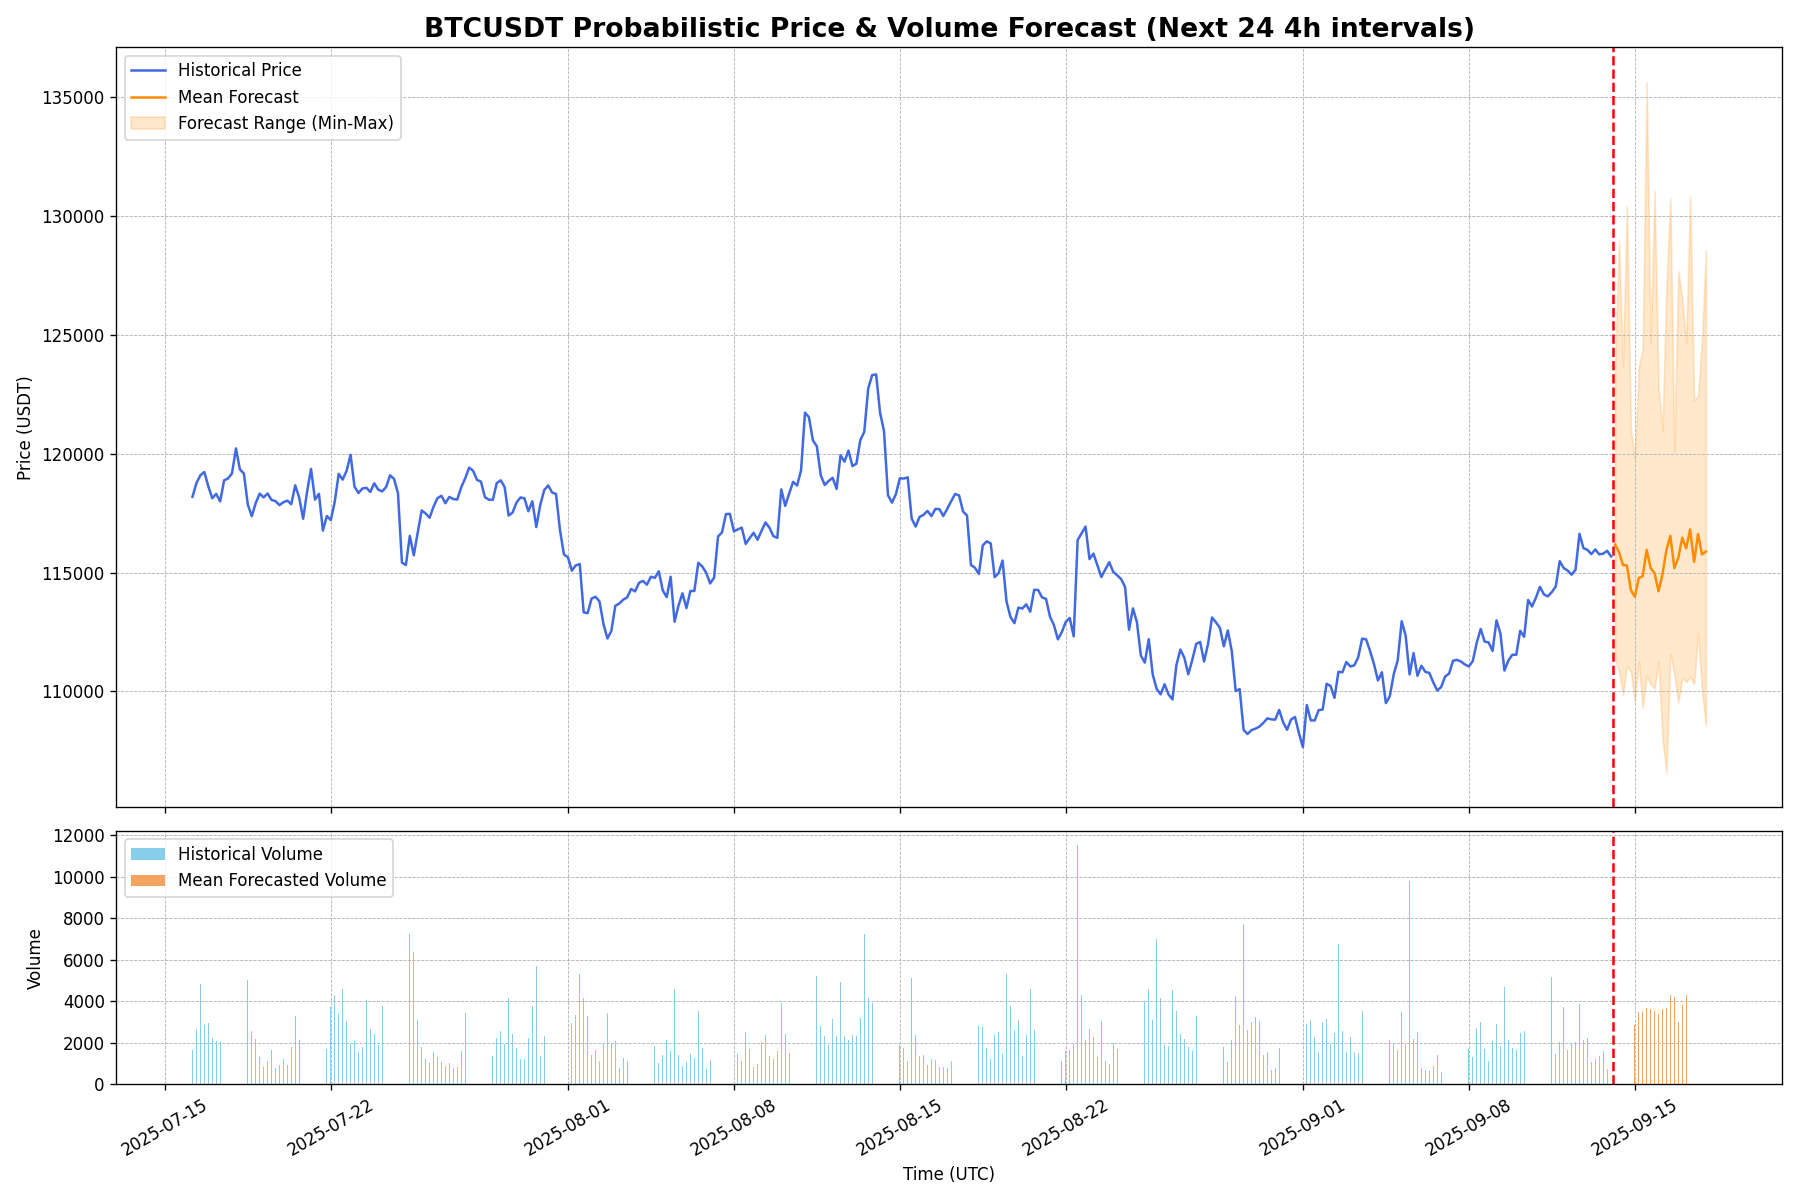 BTCUSDT Probabilistic Price & Volume Forecast (Next 24 4h intervals)
Historical Price
Mean Forecast
Forecast Range (Min-Max)
Price (USDT)
135000
130000
125000
120000
115000
110000
Historical Volume
Mean Forecasted Volume
Volume
12000
10000
8000
6000
4000
2000
0
2025-07-15
2025-07-22
2025-08-01
2025-08-08
2025-08-15
2025-08-22
2025-09-01
2025-09-08
2025-09-15
Time (UTC)